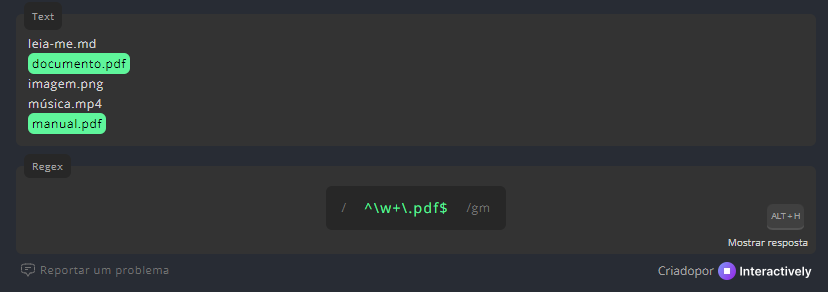 Text
leia-me.md
documento.pdf
imagem.png
música.mp4
manual.pdf
Regex
/ ^\w+\.pdf$ /gm
ALT + H
Mostrar resposta
Reportar um problema
Criadopor Interactively